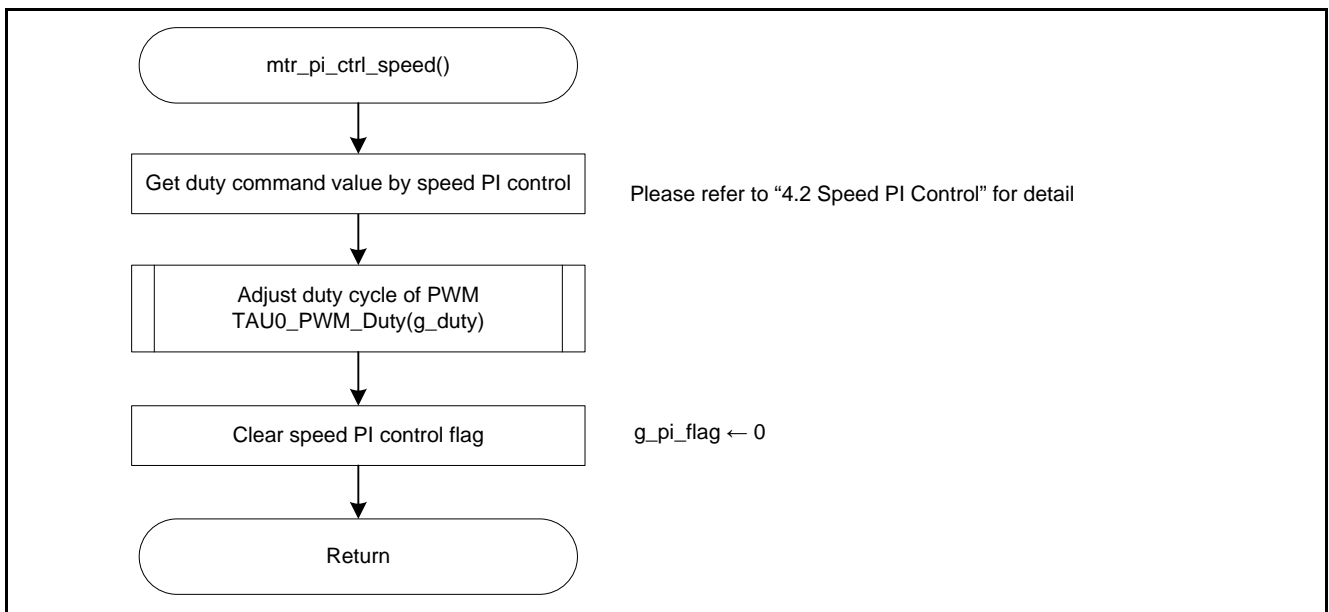 mtr_pi_ctrl_speed()
Get duty command value by speed PI control
Please refer to “4.2 Speed PI Control” for detail
Adjust duty cycle of PWM
TAU0_PWM_Duty(g_duty)
Clear speed PI control flag
g_pi_flag ← 0
Return